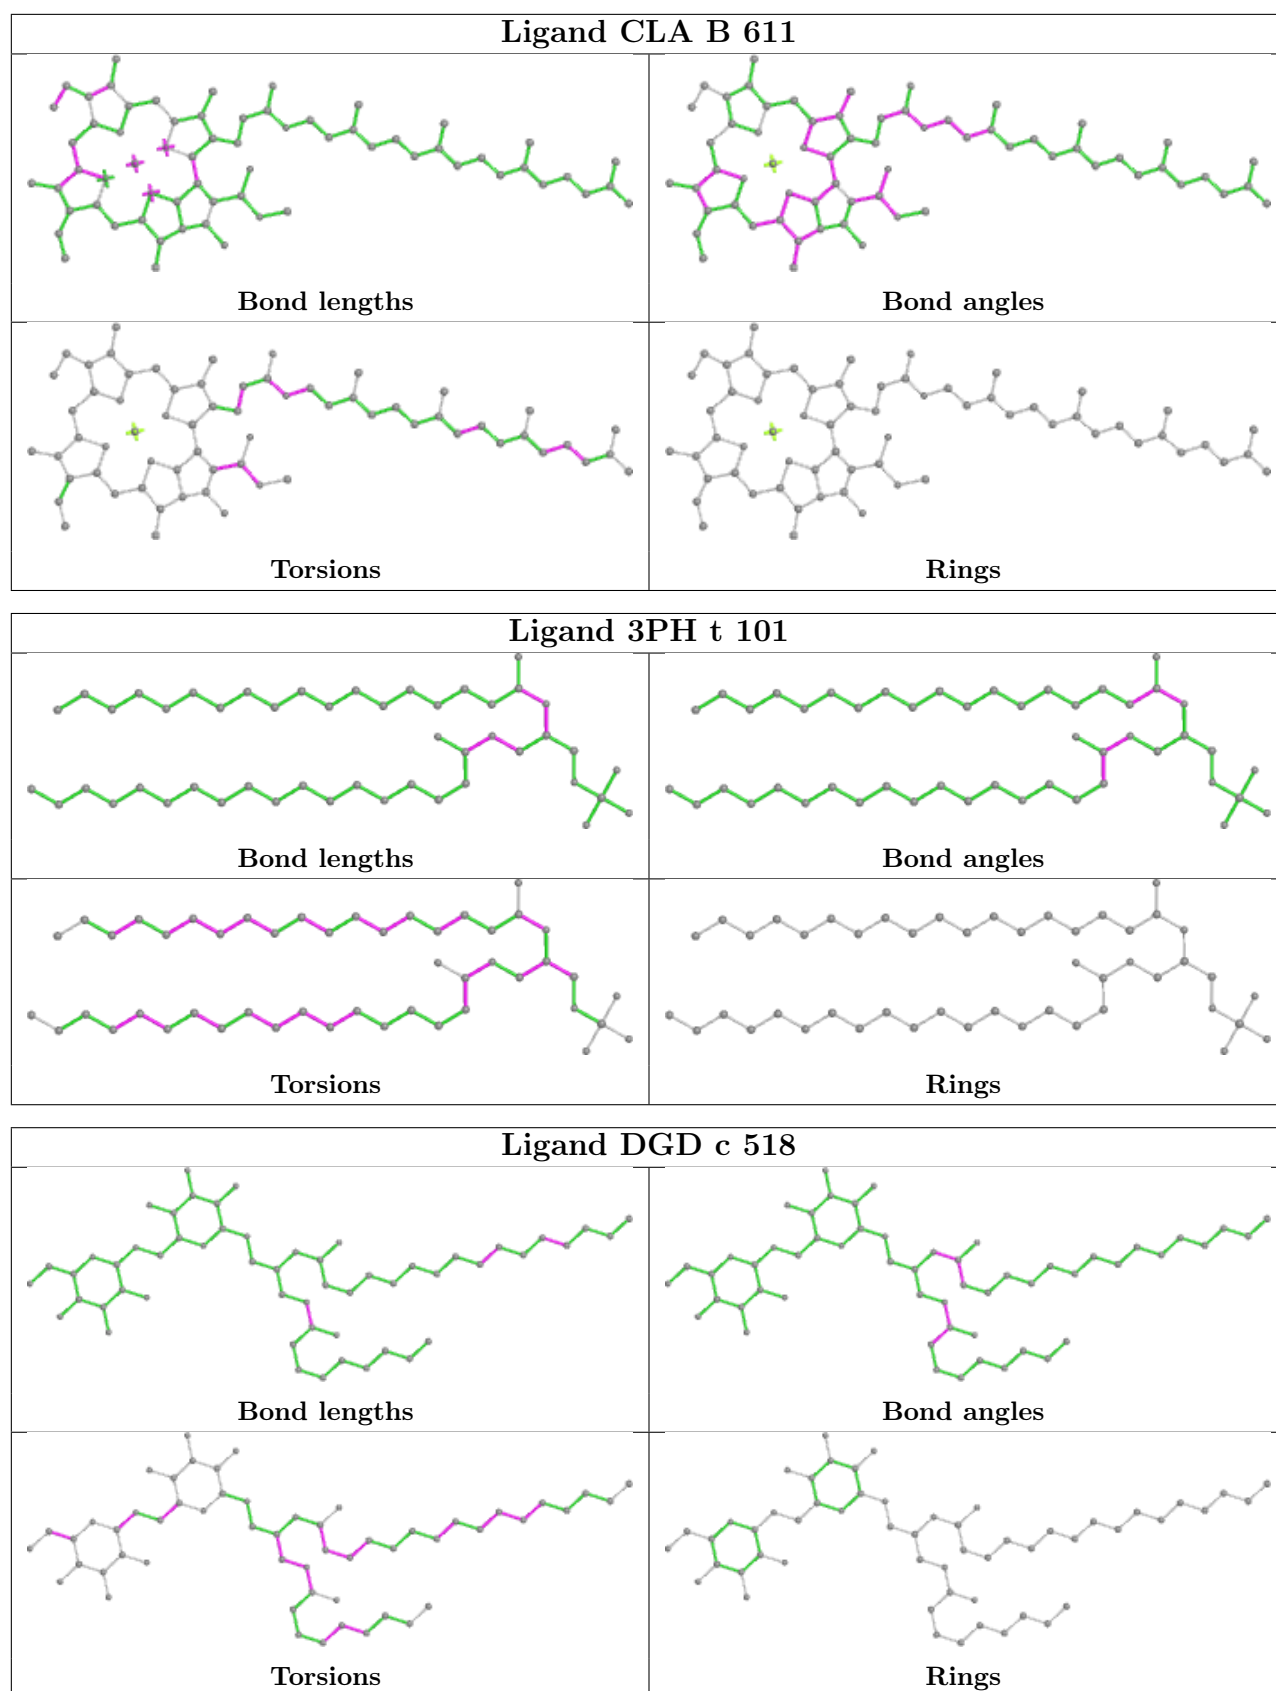 Ligand CLA B 611
Bond lengths
Bond angles
Torsions
Rings
Ligand 3PH t 101
Bond lengths
Bond angles
Torsions
Rings
Ligand DGD c 518
Bond lengths
Bond angles
Torsions
Rings